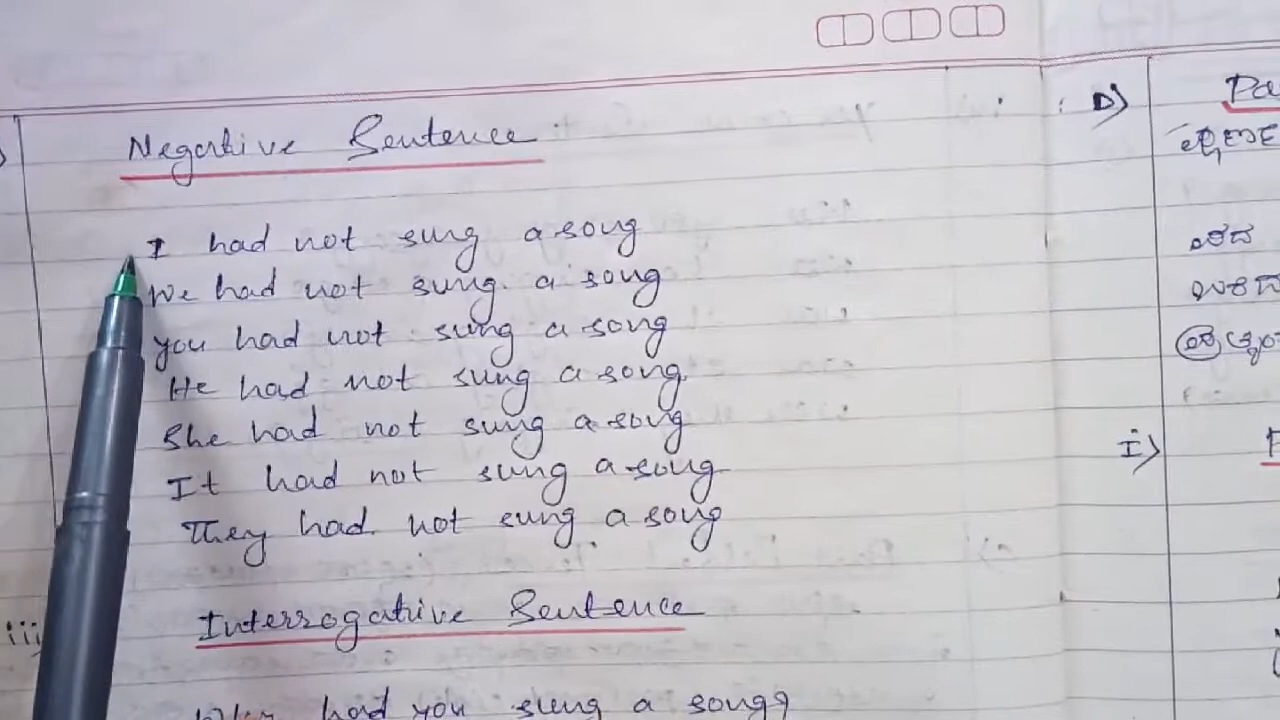 Negative Sentence
I had not sung a song
We had not sung a song
you had not sung a song
He had not sung a song
She had not sung a song
It had not sung a song
They had not sung a song
Interrogative Sentence
had you sung a song?
D)
I)
iii)